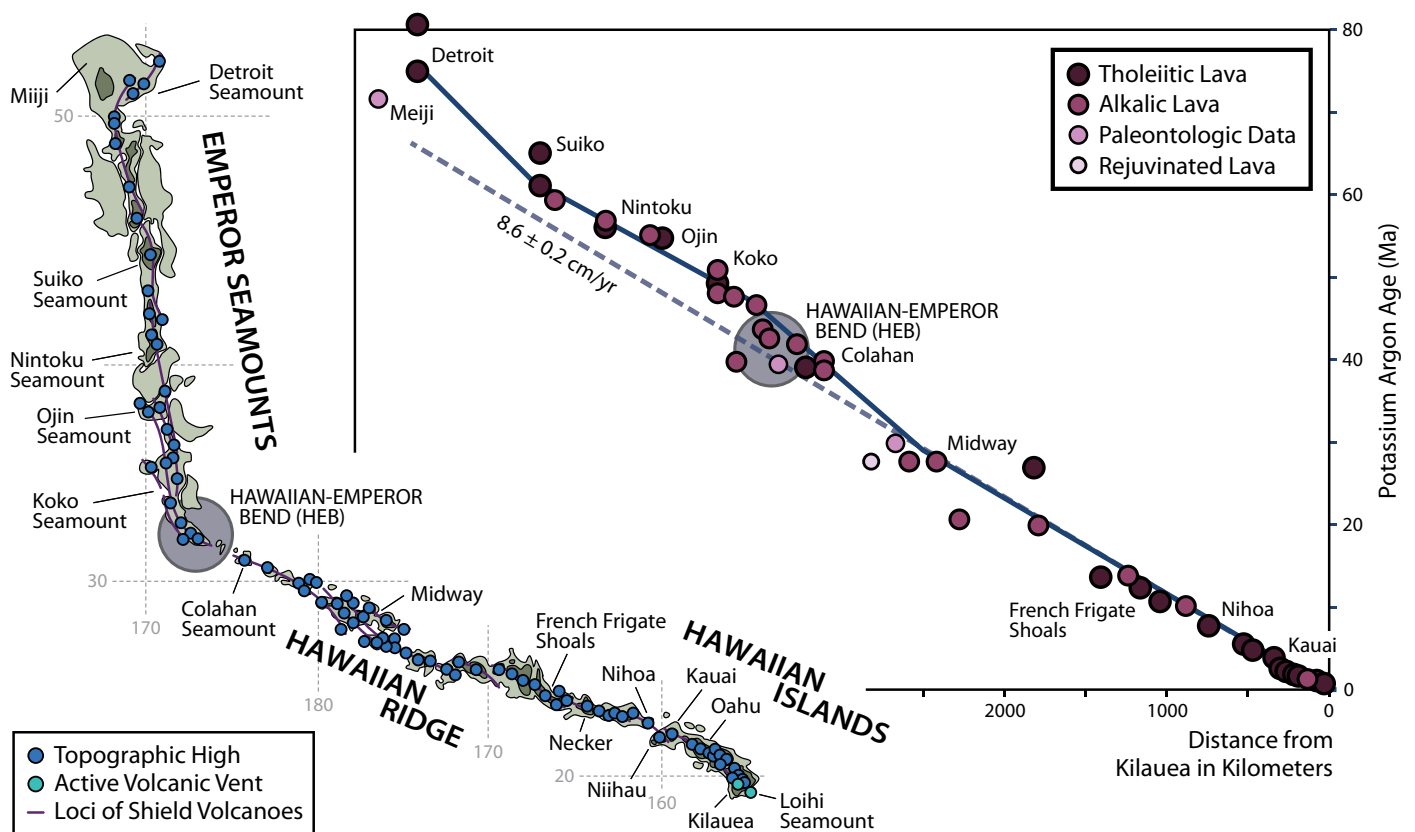 Miiji
Detroit
Seamount
50
EMPEROR SEAMOUNTS
Suiko
Seamount
Nintoku
Seamount
Ojin
Seamount
Koko
Seamount
HAWAIIAN-EMPEROR
BEND (HEB)
30
170
Colahan
Seamount
Midway
HAWAIIAN
RIDGE
180
French Frigate
Shoals
170
Necker
Nihoa
Niihau
Kauai
Oahu
HAWAIIAN
ISLANDS
20
160
Kilauea
Loihi
Seamount
Topographic High
Active Volcanic Vent
Loci of Shield Volcanoes
Detroit
Meiji
Suiko
8.6 ± 0.2 cm/yr
Nintoku
Ojin
Koko
HAWAIIAN-EMPEROR
BEND (HEB)
Colahan
Midway
French Frigate
Shoals
Nihoa
Kauai
Tholeiitic Lava
Alkalic Lava
Paleontologic Data
Rejuvinated Lava
80
60
40
20
0
Potassium Argon Age (Ma)
2000
1000
0
Distance from
Kilauea in Kilometers